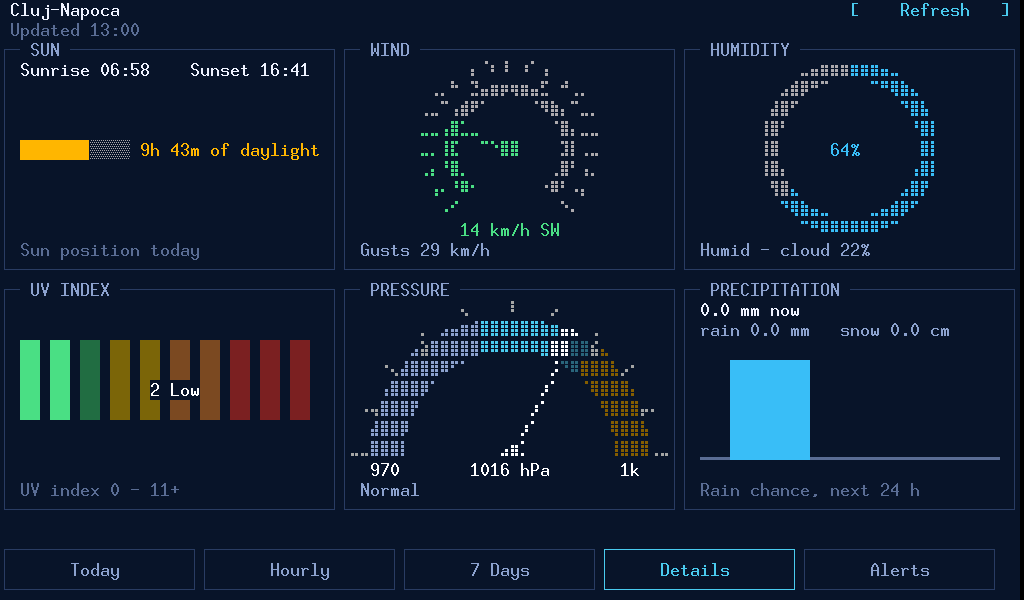 Cluj-Napoca
[ Refresh ]
Updated 13:00
SUN
Sunrise 06:58 Sunset 16:41
9h 43m of daylight
Sun position today
WIND
14 km/h SW
Gusts 29 km/h
HUMIDITY
64%
Humid - cloud 22%
UV INDEX
2 Low
UV index 0 - 11+
PRESSURE
970 1016 hPa 1k
Normal
PRECIPITATION
0.0 mm now
rain 0.0 mm snow 0.0 cm
Rain chance, next 24 h
Today Hourly 7 Days Details Alerts